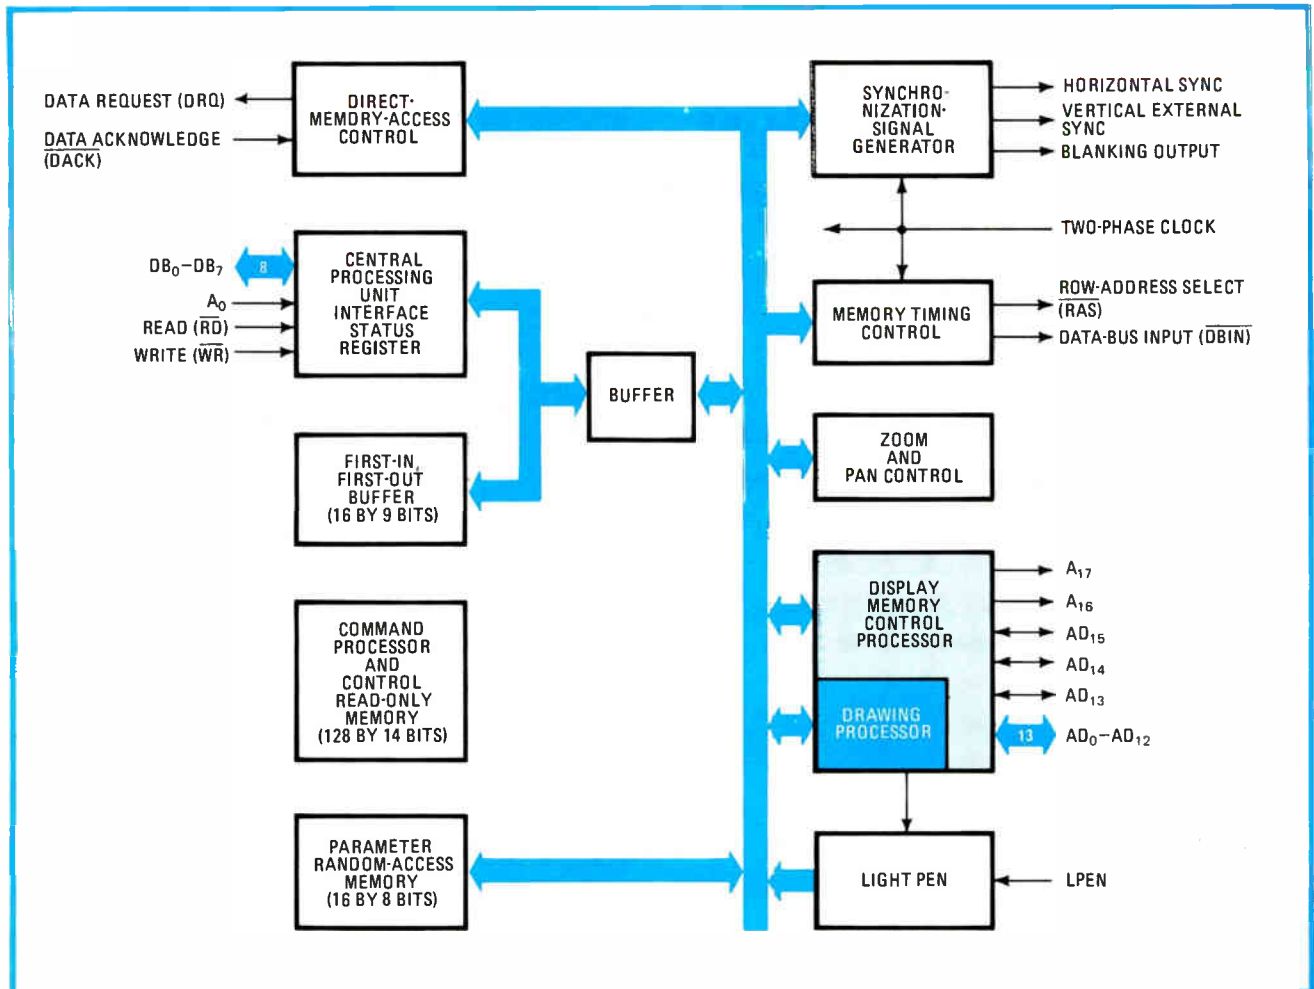 DATA REQUEST (DRQ)
DATA ACKNOWLEDGE
(DACK)
DIRECT-
MEMORY-ACCESS
CONTROL
DB0–DB7
8
A0
READ (RD)
WRITE (WR)
CENTRAL
PROCESSING
UNIT
INTERFACE
STATUS
REGISTER
FIRST-IN,
FIRST-OUT
BUFFER
(16 BY 9 BITS)
BUFFER
COMMAND
PROCESSOR
AND
CONTROL
READ-ONLY
MEMORY
(128 BY 14 BITS)
PARAMETER
RANDOM-ACCESS
MEMORY
(16 BY 8 BITS)
SYNCHRO-
NIZATION-
SIGNAL
GENERATOR
HORIZONTAL SYNC
VERTICAL EXTERNAL
SYNC
BLANKING OUTPUT
TWO-PHASE CLOCK
MEMORY TIMING
CONTROL
ROW-ADDRESS SELECT
(RAS)
DATA-BUS INPUT (DBIN)
ZOOM
AND
PAN CONTROL
DISPLAY
MEMORY
CONTROL
PROCESSOR
DRAWING
PROCESSOR
A17
A16
AD15
AD14
AD13
13
AD0–AD12
LIGHT PEN
LPEN